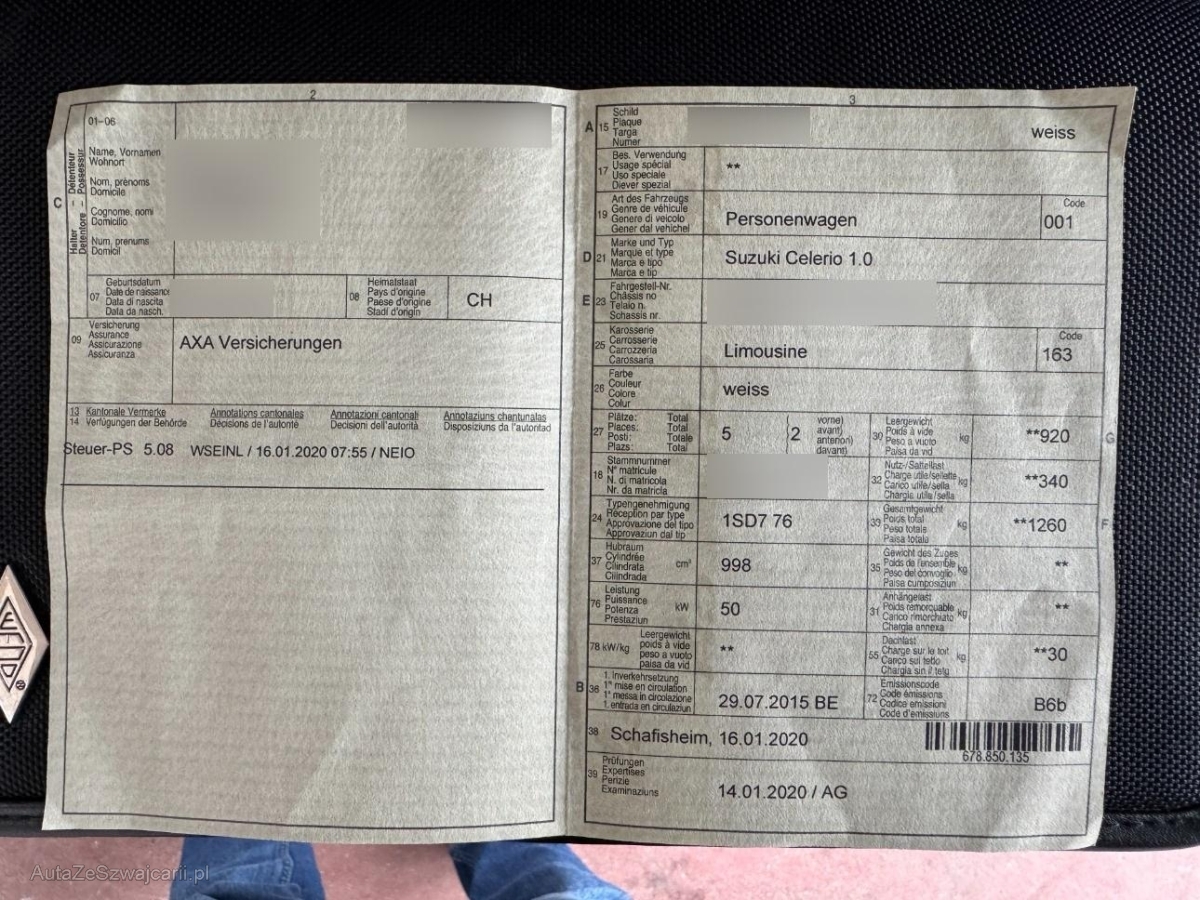 2
01-06
Halter - Détenteur
Detentore - Possessur
C
Name, Vornamen
Wohnort
Nom, prénoms
Domicile
Cognome, nomi
Domicilio
Num, prenums
Domicil
07
Geburtsdatum
Date de naissance
Data di nascita
Data da nasch.
08
Heimatstaat
Pays d'origine
Paese d'origine
Stadi d'origin
CH
09
Versicherung
Assurance
Assicurazione
Assicuranza
AXA Versicherungen
13 Kantonale Vermerke Annotations cantonales Annotazioni cantonali Annotaziuns chantunalas
14 Verfügungen der Behörde Décisions de l'autorité Decisioni dell'autorità Disposiziuns da l'autoritad
Steuer-PS 5.08 WSEINL / 16.01.2020 07:55 / NEIO
3
A 15
Schild
Plaque
Targa
Numer
weiss
17
Bes. Verwendung
Usage spécial
Uso speciale
Diever spezial
**
19
Art des Fahrzeugs
Genre de véhicule
Genere di veicolo
Gener dal vehichel
Personenwagen
Code
001
D 21
Marke und Typ
Marque et type
Marca e tipo
Marca e tip
Suzuki Celerio 1.0
E 23
Fahrgestell-Nr.
Châssis no
Telaio n.
Schassis nr.
25
Karosserie
Carrosserie
Carrozzeria
Carossaria
Limousine
Code
163
26
Farbe
Couleur
Colore
Colur
weiss
27
Plätze: Total
Places: Total
Posti: Totale
Plazs: Total
5
2
vorne)
avant)
anteriori)
davant)
30
Leergewicht
Poids à vide
Peso a vuoto
Paisa da vid
kg
**920
G
18
Stammnummer
N° matricule
N. di matricola
Nr. da matricla
32
Nutz-/Sattellast
Charge utile/sellette
Carico utile/sella
Chargia utila/sella
kg
**340
24
Typengenehmigung
Réception par type
Approvazione del tipo
Approvaziun dal tip
1SD7 76
33
Gesamtgewicht
Poids total
Peso totale
Paisa totala
kg
**1260
F
37
Hubraum
Cylindrée
Cilindrata
Cilindrada
cm³
998
35
Gewicht des Zuges
Poids de l'ensemble
Peso del convoglio
Paisa cumposiziun
kg
**
76
Leistung
Puissance
Potenza
Prestaziun
kW
50
31
Anhängelast
Poids remorquable
Carico rimorchiato
Chargia annexa
kg
**
78 kW/kg
Leergewicht
poids à vide
peso a vuoto
paisa da vid
**
55
Dachlast
Charge sur le toit
Carico sul tetto
Chargia sin il tetg
kg
**30
B 36
1. Inverkehrsetzung
1re mise en circulation
1a messa in circolazione
1. entrada en circulaziun
29.07.2015 BE
72
Emissionscode
Code émissions
Codice emissioni
Code d'emissiuns
B6b
38
Schafisheim, 16.01.2020
678.850.135
39
Prüfungen
Expertises
Perizie
Examinaziuns
14.01.2020 / AG
AutaZeSzwajcarii.pl